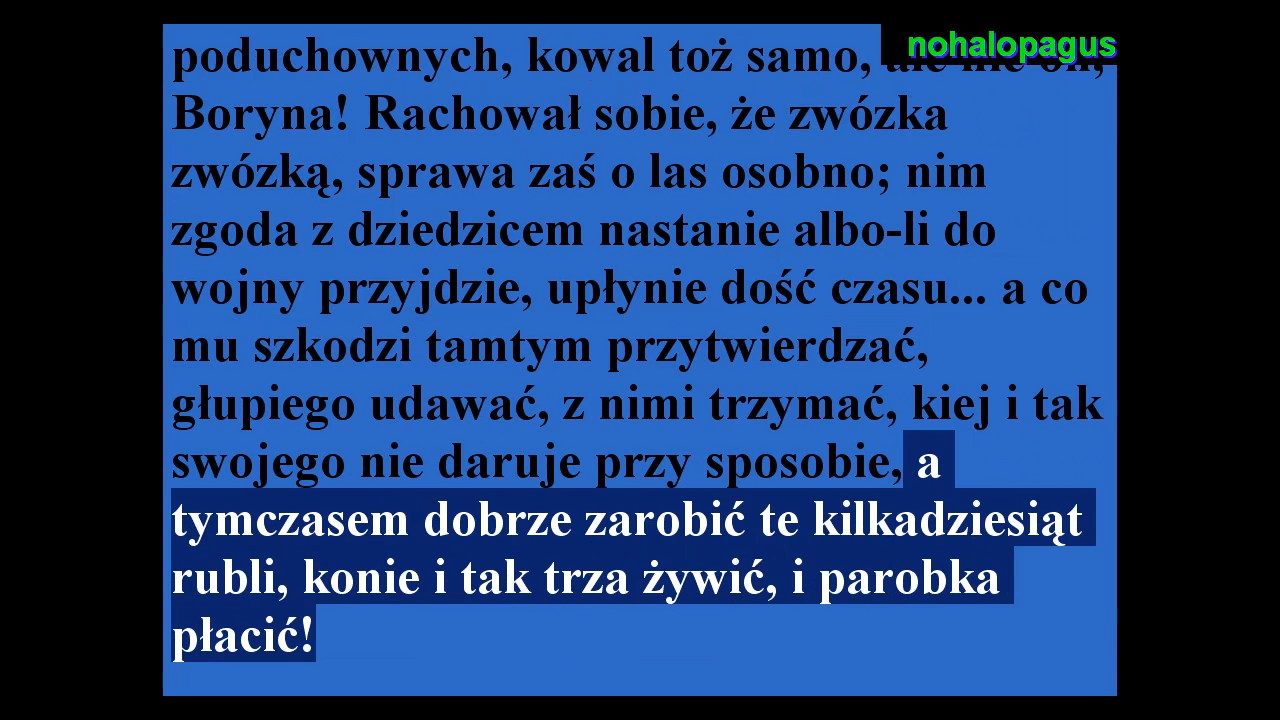 nohalopagus
poduchownych, kowal toż samo,
Boryna! Rachował sobie, że zwózka
zwózką, sprawa zaś o las osobno; nim
zgoda z dziedzicem nastanie albo-li do
wojny przyjdzie, upłynie dość czasu... a co
mu szkodzi tamtym przytwierdzać,
głupiego udawać, z nimi trzymać, kiej i tak
swojego nie daruje przy sposobie, a
tymczasem dobrze zarobić te kilkadziesiąt
rubli, konie i tak trza żywić, i parobka
płacić!